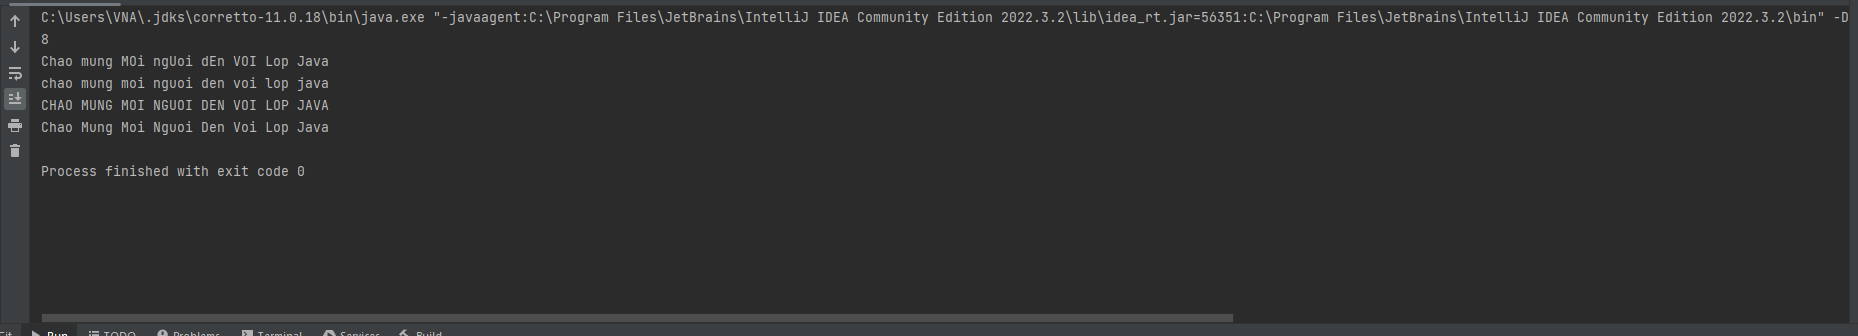 C:\Users\VNA\.jdks\corretto-11.0.18\bin\java.exe "-javaagent:C:\Program Files\JetBrains\IntelliJ IDEA Community Edition 2022.3.2\lib\idea_rt.jar=56351:C:\Program Files\JetBrains\IntelliJ IDEA Community Edition 2022.3.2\bin" -D
8
Chao mung MOi ngUoi dEn VOI Lop Java
chao mung moi nguoi den voi lop java
CHAO MUNG MOI NGUOI DEN VOI LOP JAVA
Chao Mung Moi Nguoi Den Voi Lop Java
Process finished with exit code 0
Run TODO Problems Terminal Services Build